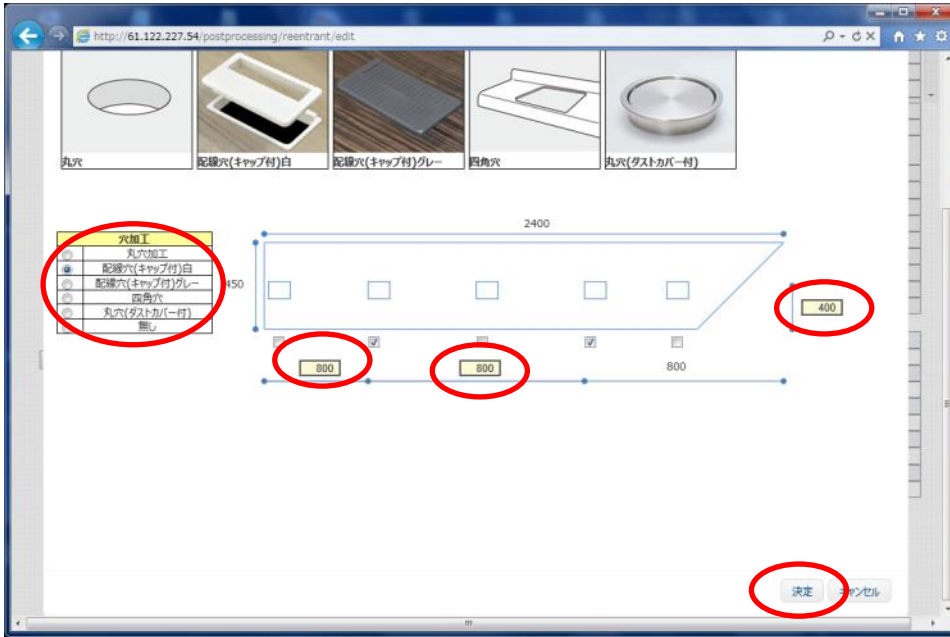 http://61.122.227.54/postprocessing/reentrant/edit
丸穴
配線穴(キャップ付)白
配線穴(キャップ付)グレー
四角穴
丸穴(ダストカバー付)
2400
穴加工
丸穴加工
配線穴(キャップ付)白
配線穴(キャップ付)グレー
四角穴
丸穴(ダストカバー付)
無し
450
400
800
800
800
決定
キャンセル